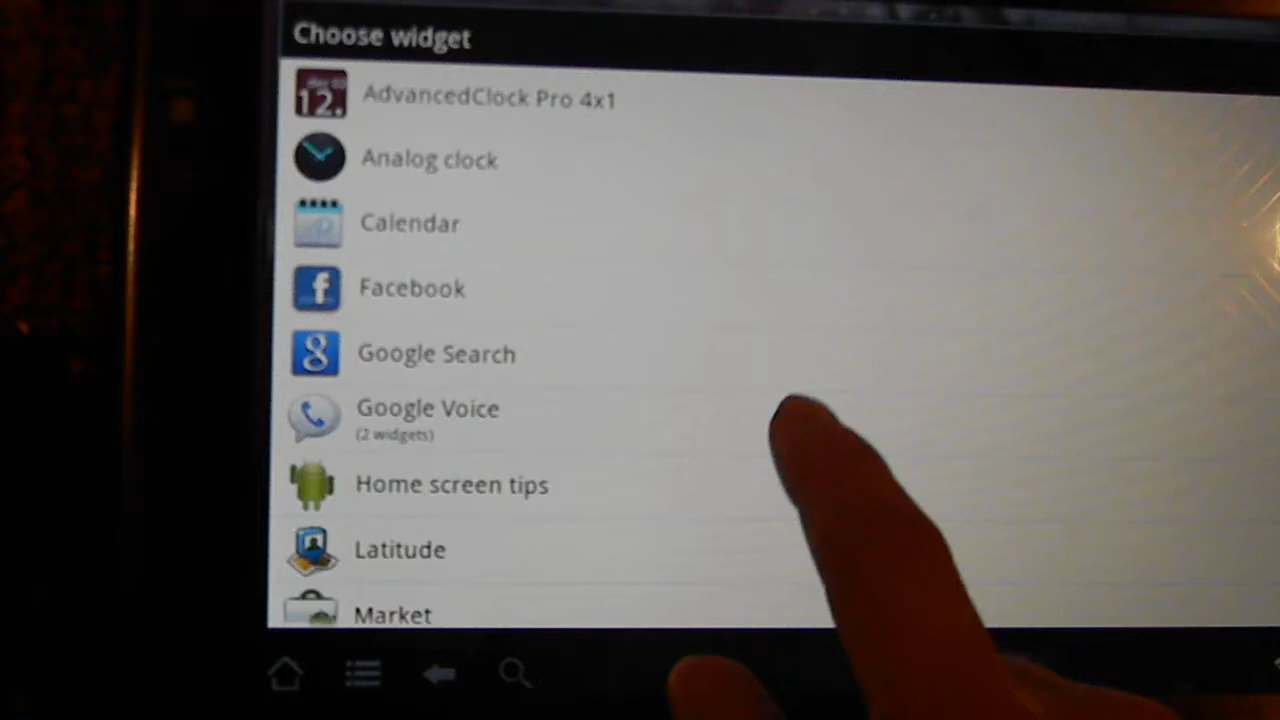 Choose widget
12.
AdvancedClock Pro 4x1
Analog clock
Calendar
f
Facebook
g
Google Search
Google Voice
(2 widgets)
Home screen tips
Latitude
Market